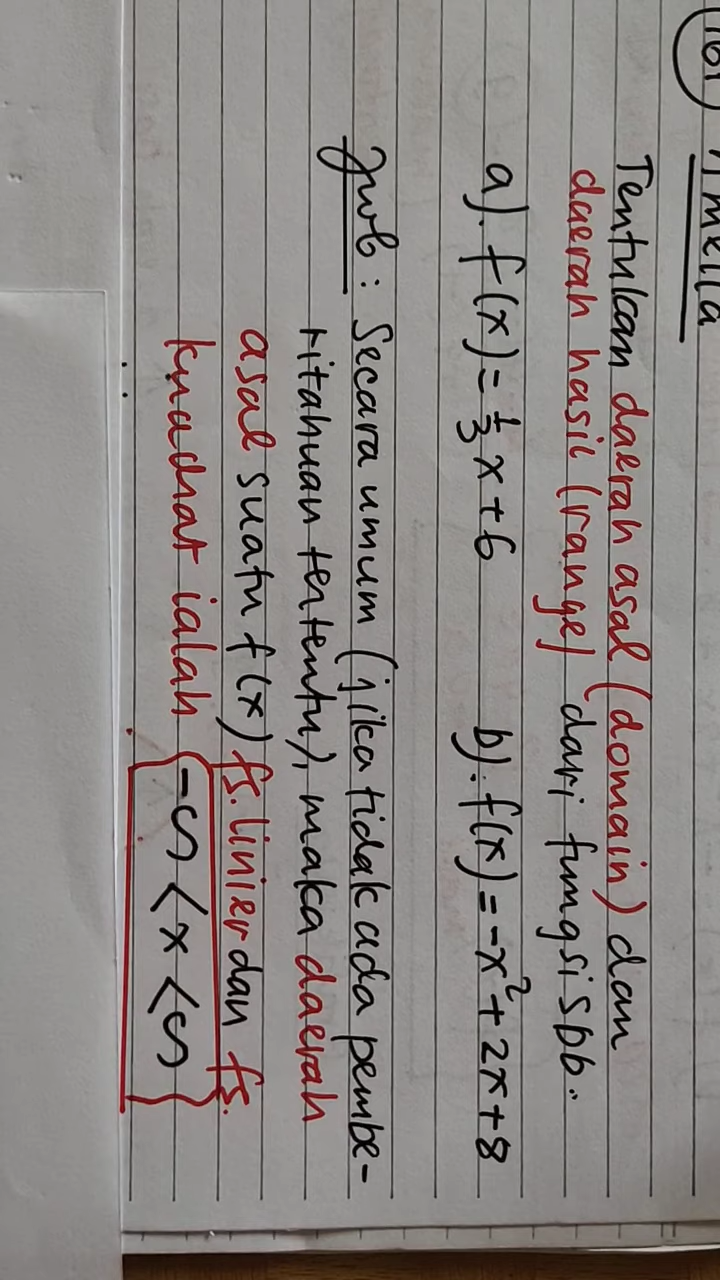 Amelia
Tentukan daerah asal (domain) dan
daerah hasil (range) dari fungsi sbb.
a). f(x) = 1/3 x + 6 b). f(x) = -x² + 2x + 8
Jwb : Secara umum (jika tidak ada pembe-
ritahuan tertentu), maka daerah
asal suatu f(x) fs. linier dan fs.
kuadrat ialah {-∽ < x < ∽}